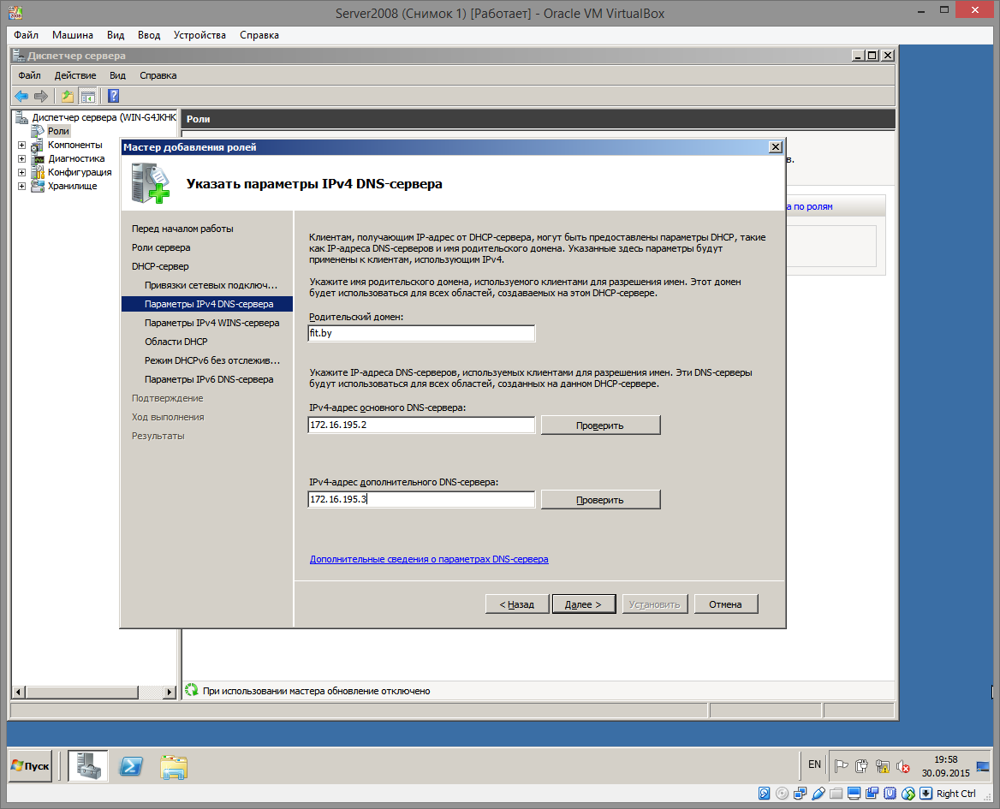 Server2008 (Снимок 1) [Работает] - Oracle VM VirtualBox
Файл Машина Вид Ввод Устройства Справка
Диспетчер сервера
Файл Действие Вид Справка
Диспетчер сервера (WIN-G4JKHK
Роли
Компоненты
Диагностика
Конфигурация
Хранилище
Роли
в.
а по ролям
Мастер добавления ролей
Указать параметры IPv4 DNS-сервера
Перед началом работы
Роли сервера
DHCP-сервер
Привязки сетевых подключ...
Параметры IPv4 DNS-сервера
Параметры IPv4 WINS-сервера
Области DHCP
Режим DHCPv6 без отслежив...
Параметры IPv6 DNS-сервера
Подтверждение
Ход выполнения
Результаты
Клиентам, получающим IP-адрес от DHCP-сервера, могут быть предоставлены параметры DHCP, такие
как IP-адреса DNS-серверов и имя родительского домена. Указанные здесь параметры будут
применены к клиентам, использующим IPv4.
Укажите имя родительского домена, используемого клиентами для разрешения имен. Этот домен
будет использоваться для всех областей, создаваемых на этом DHCP-сервере.
Родительский домен:
fit.by
Укажите IP-адреса DNS-серверов, используемых клиентами для разрешения имен. Эти DNS-серверы
будут использоваться для всех областей, созданных на данном DHCP-сервере.
IPv4-адрес основного DNS-сервера:
172.16.195.2 Проверить
IPv4-адрес дополнительного DNS-сервера:
172.16.195.3 Проверить
Дополнительные сведения о параметрах DNS-сервера
< Назад Далее > Установить Отмена
При использовании мастера обновление отключено
Пуск EN 19:58
30.09.2015
Right Ctrl